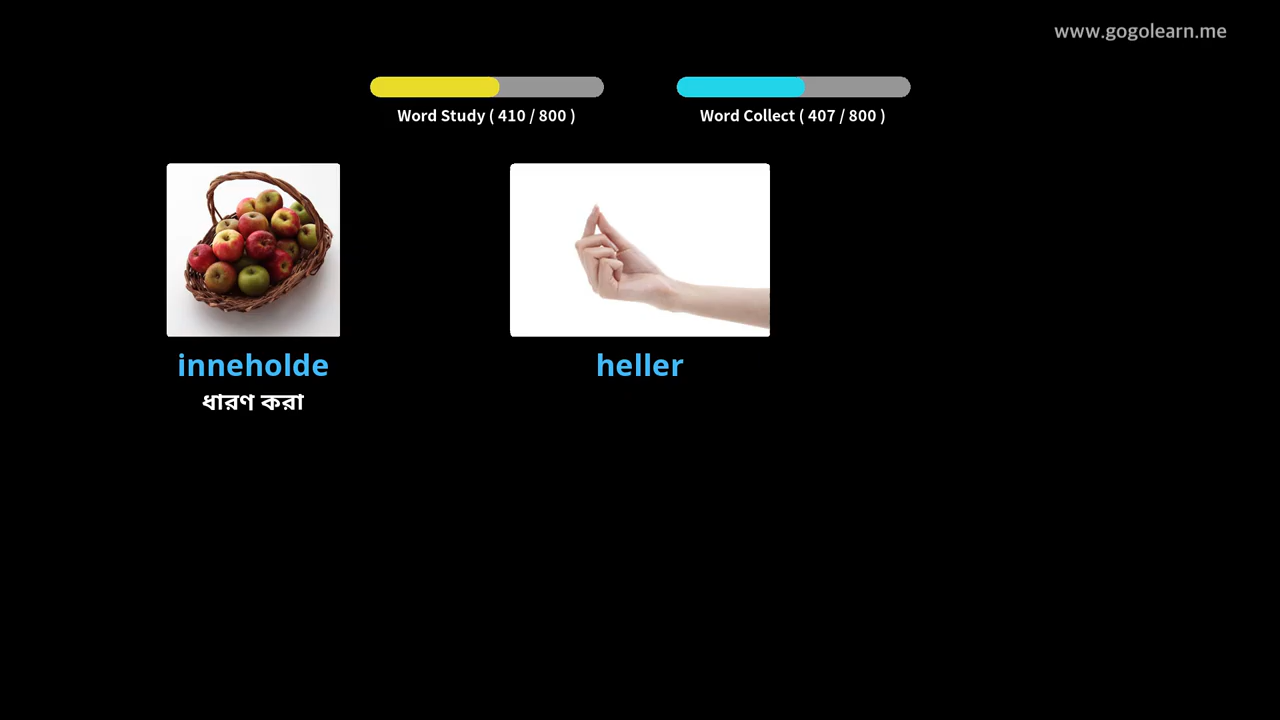 www.gogolearn.me
Word Study ( 410 / 800 )
Word Collect ( 407 / 800 )
inneholde
ধারণ করা
heller